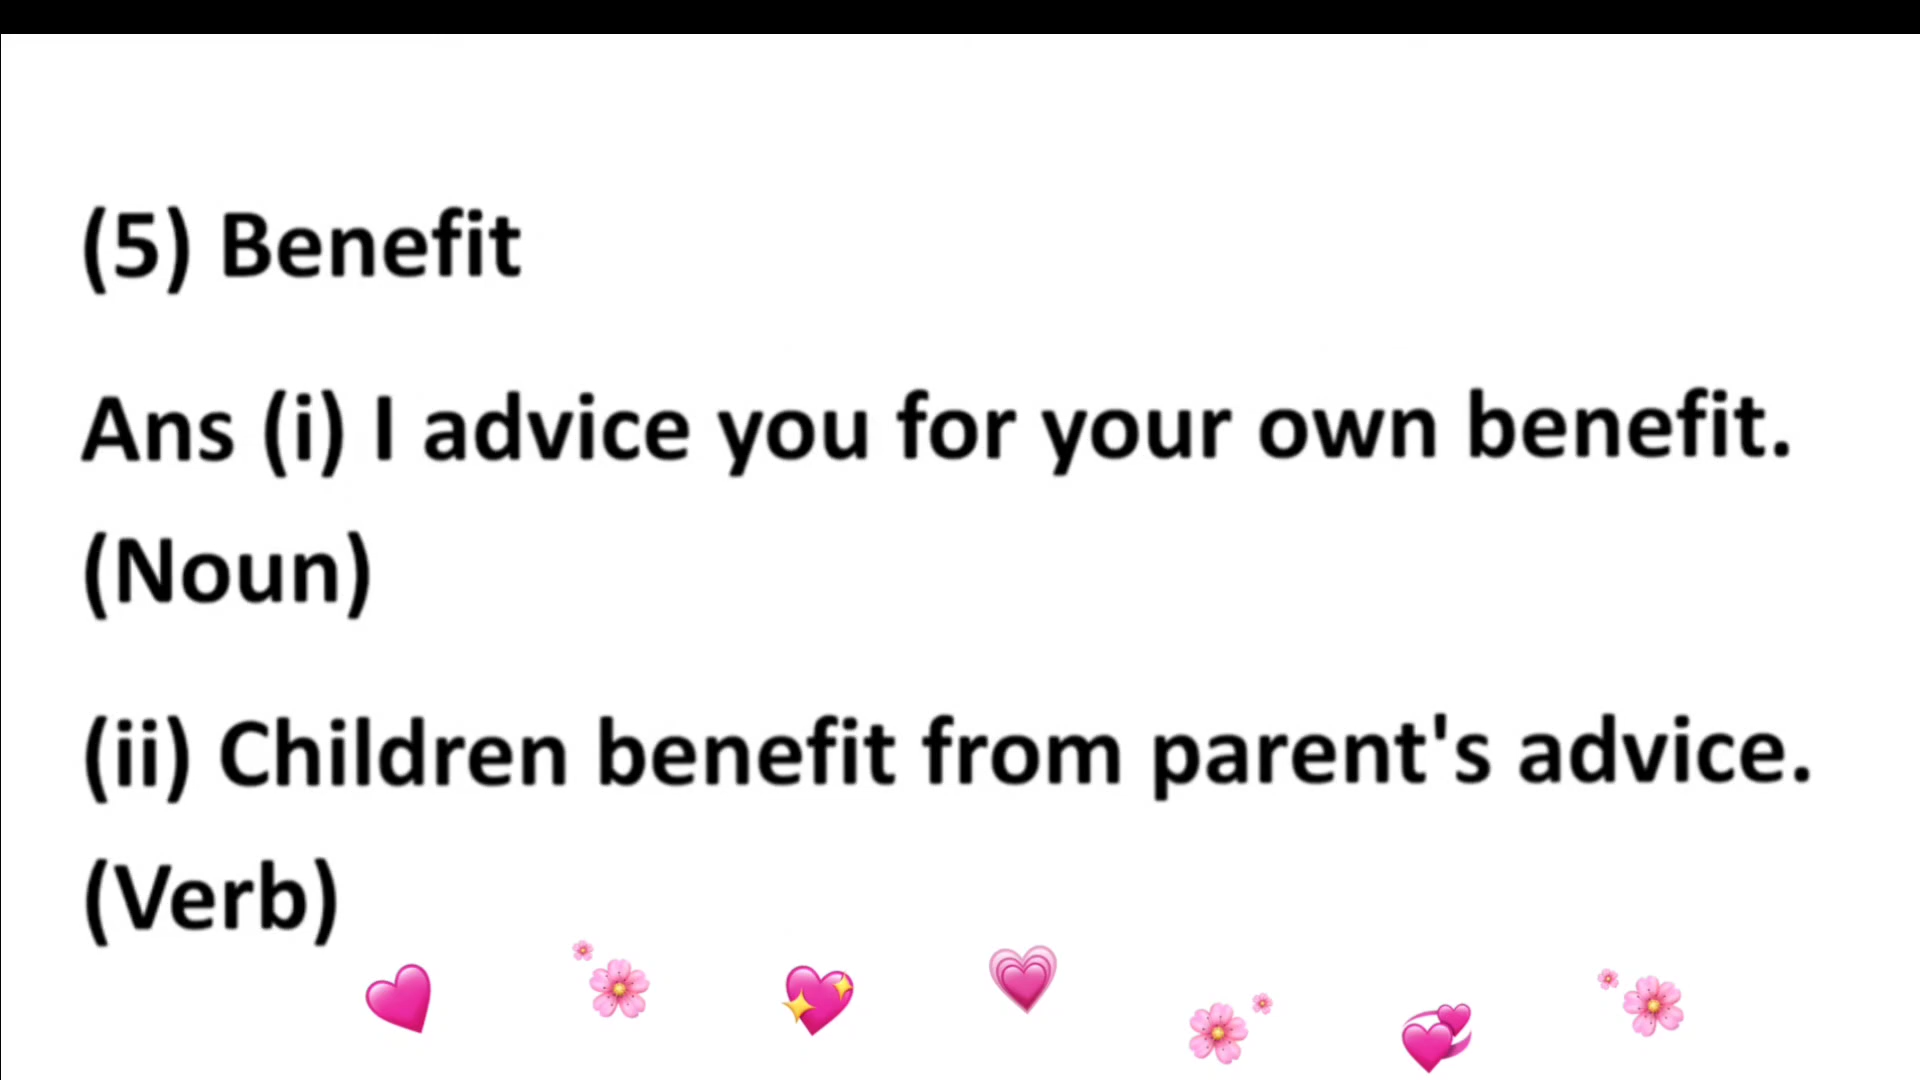 (5) Benefit
Ans (i) I advice you for your own benefit.
(Noun)
(ii) Children benefit from parent's advice.
(Verb)